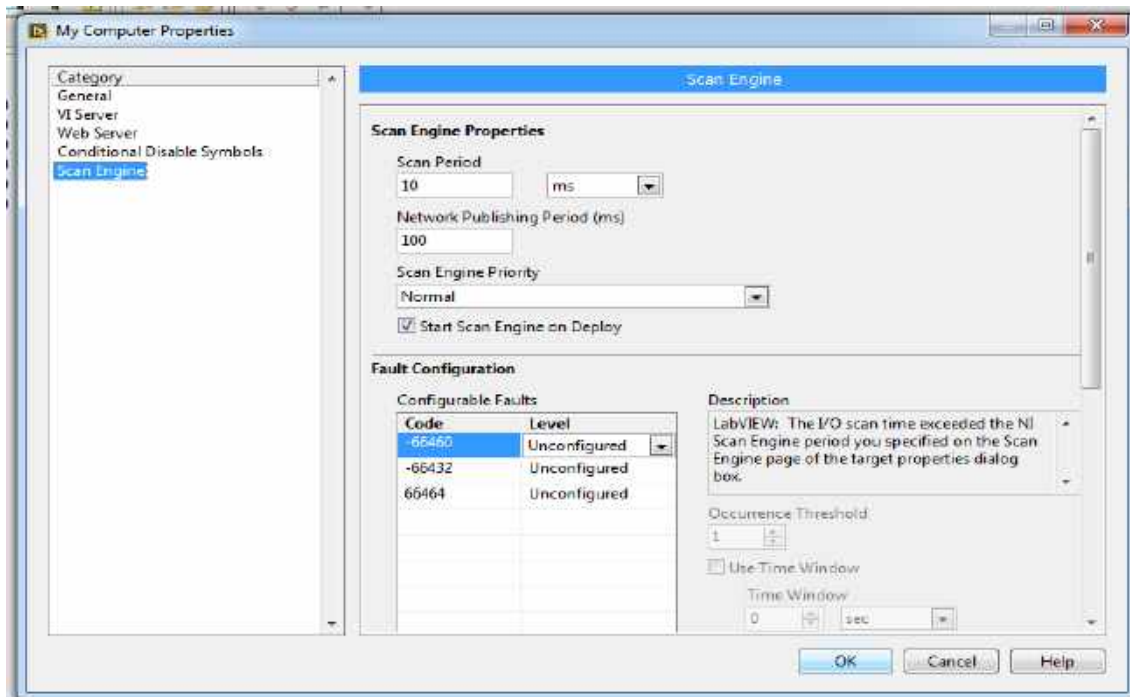 My Computer Properties
Category
General
VI Server
Web Server
Conditional Disable Symbols
Scan Engine
Scan Engine
Scan Engine Properties
Scan Period
10 ms
Network Publishing Period (ms)
100
Scan Engine Priority
Normal
Start Scan Engine on Deploy
Fault Configuration
Configurable Faults
Code Level
-66460 Unconfigured
-66432 Unconfigured
66464 Unconfigured
Description
LabVIEW: The I/O scan time exceeded the NI
Scan Engine period you specified on the Scan
Engine page of the target properties dialog
box.
Occurrence Threshold
1
Use Time Window
Time Window
0 sec
OK Cancel Help